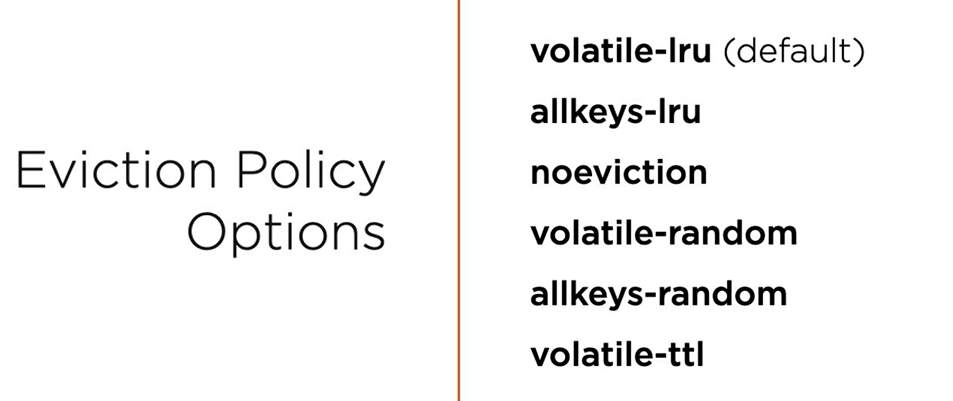 Eviction Policy
Options
volatile-lru (default)
allkeys-lru
noeviction
volatile-random
allkeys-random
volatile-ttl